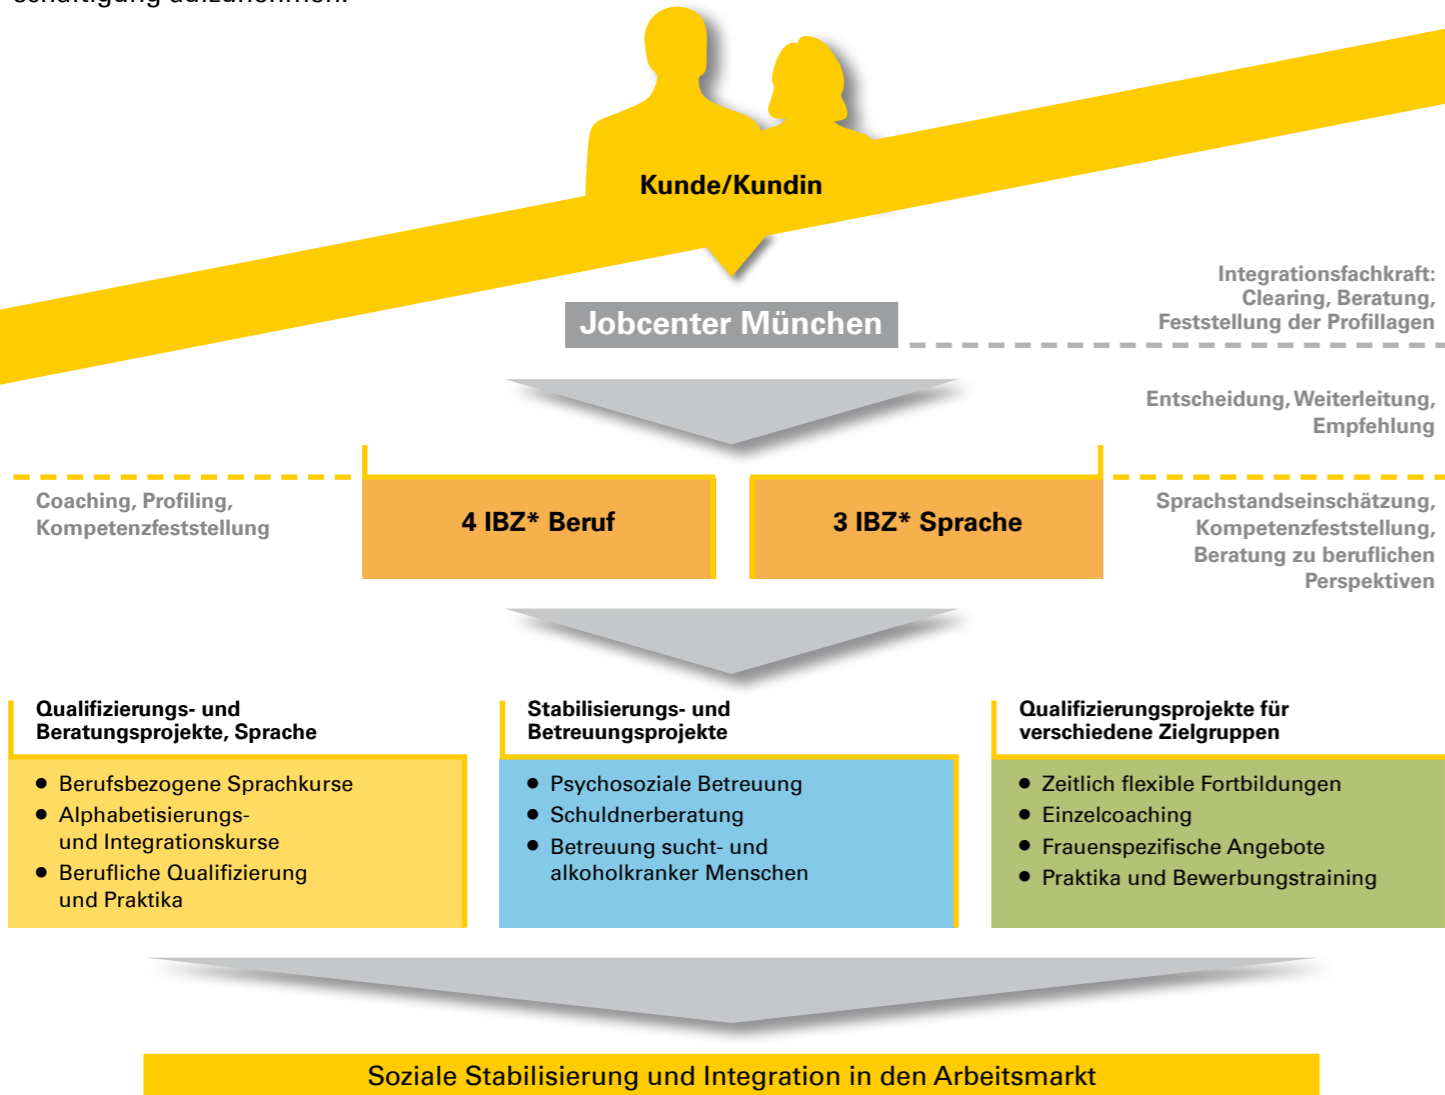 schäftigung aufzunehmen.
Kunde/Kundin
Jobcenter München
Integrationsfachkraft:
Clearing, Beratung,
Feststellung der Profillagen
Entscheidung, Weiterleitung,
Empfehlung
Coaching, Profiling,
Kompetenzfeststellung
4 IBZ* Beruf
3 IBZ* Sprache
Sprachstandseinschätzung,
Kompetenzfeststellung,
Beratung zu beruflichen
Perspektiven
Qualifizierungs- und
Beratungsprojekte, Sprache
● Berufsbezogene Sprachkurse
● Alphabetisierungs-
und Integrationskurse
● Berufliche Qualifizierung
und Praktika
Stabilisierungs- und
Betreuungsprojekte
● Psychosoziale Betreuung
● Schuldnerberatung
● Betreuung sucht- und
alkoholkranker Menschen
Qualifizierungsprojekte für
verschiedene Zielgruppen
● Zeitlich flexible Fortbildungen
● Einzelcoaching
● Frauenspezifische Angebote
● Praktika und Bewerbungstraining
Soziale Stabilisierung und Integration in den Arbeitsmarkt